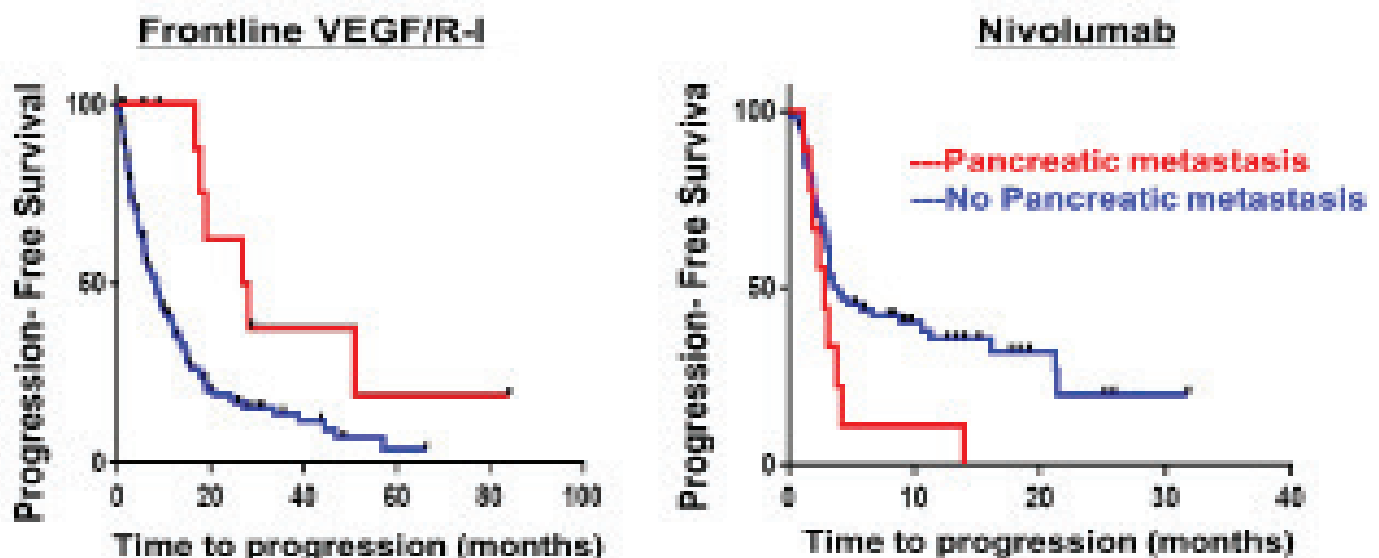 Frontline VEGF/R-I
Progression- Free Survival
100
50
0
0 20 40 60 80 100
Time to progression (months)
Nivolumab
Progression- Free Surviva
100
50
0
---Pancreatic metastasis
---No Pancreatic metastasis
0 10 20 30 40
Time to progression (months)